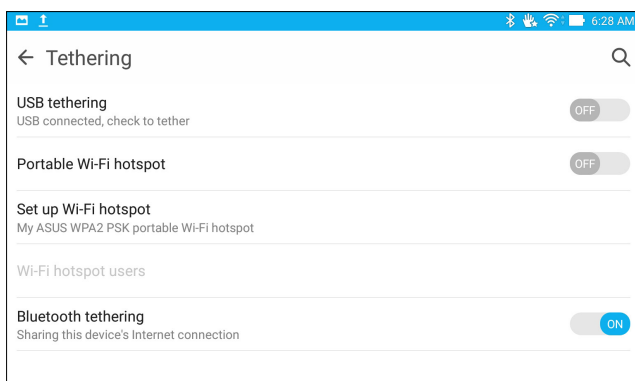 6:28 AM
Tethering
USB tethering
USB connected, check to tether
OFF
Portable Wi-Fi hotspot
OFF
Set up Wi-Fi hotspot
My ASUS WPA2 PSK portable Wi-Fi hotspot
Wi-Fi hotspot users
Bluetooth tethering
Sharing this device's Internet connection
ON